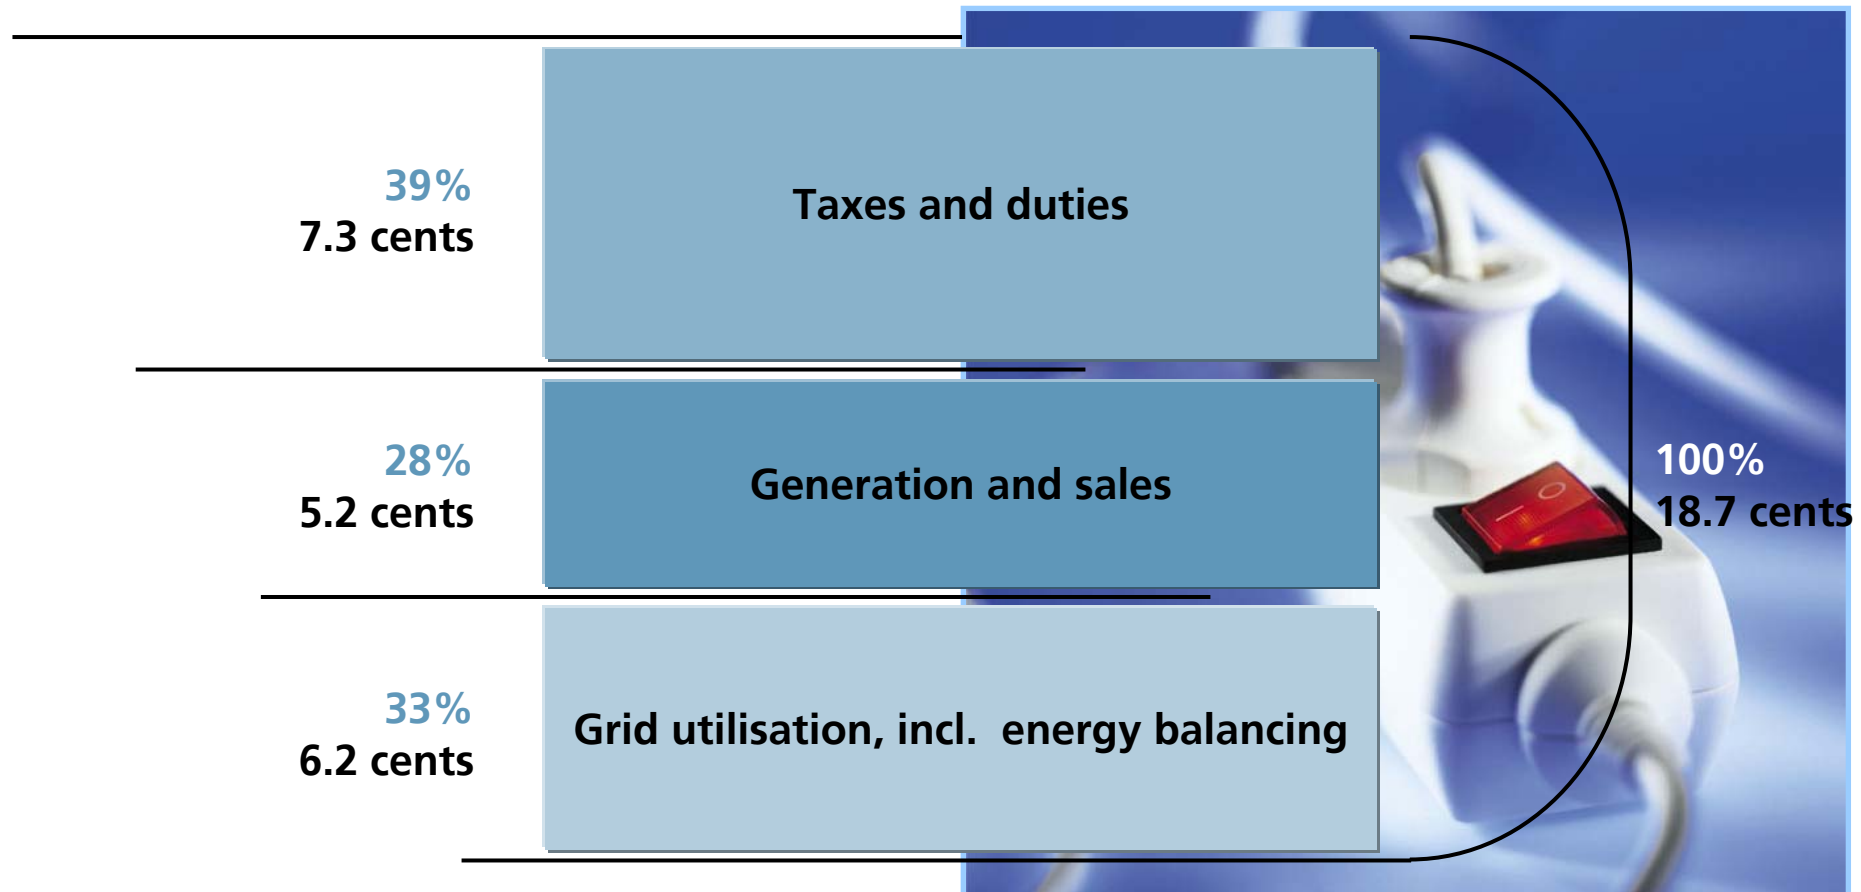 39%
7.3 cents
Taxes and duties
28%
5.2 cents
Generation and sales
100%
18.7 cents
33%
6.2 cents
Grid utilisation, incl. energy balancing